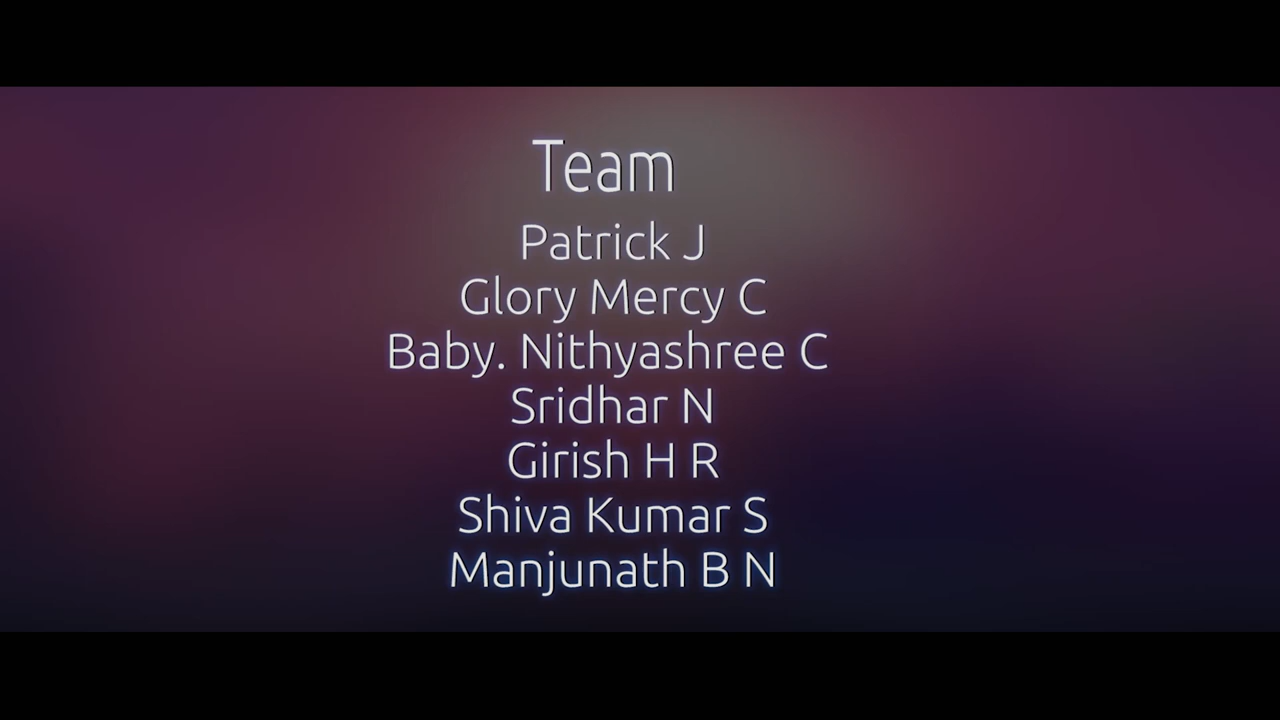 Team
Patrick J
Glory Mercy C
Baby. Nithyashree C
Sridhar N
Girish H R
Shiva Kumar S
Manjunath B N